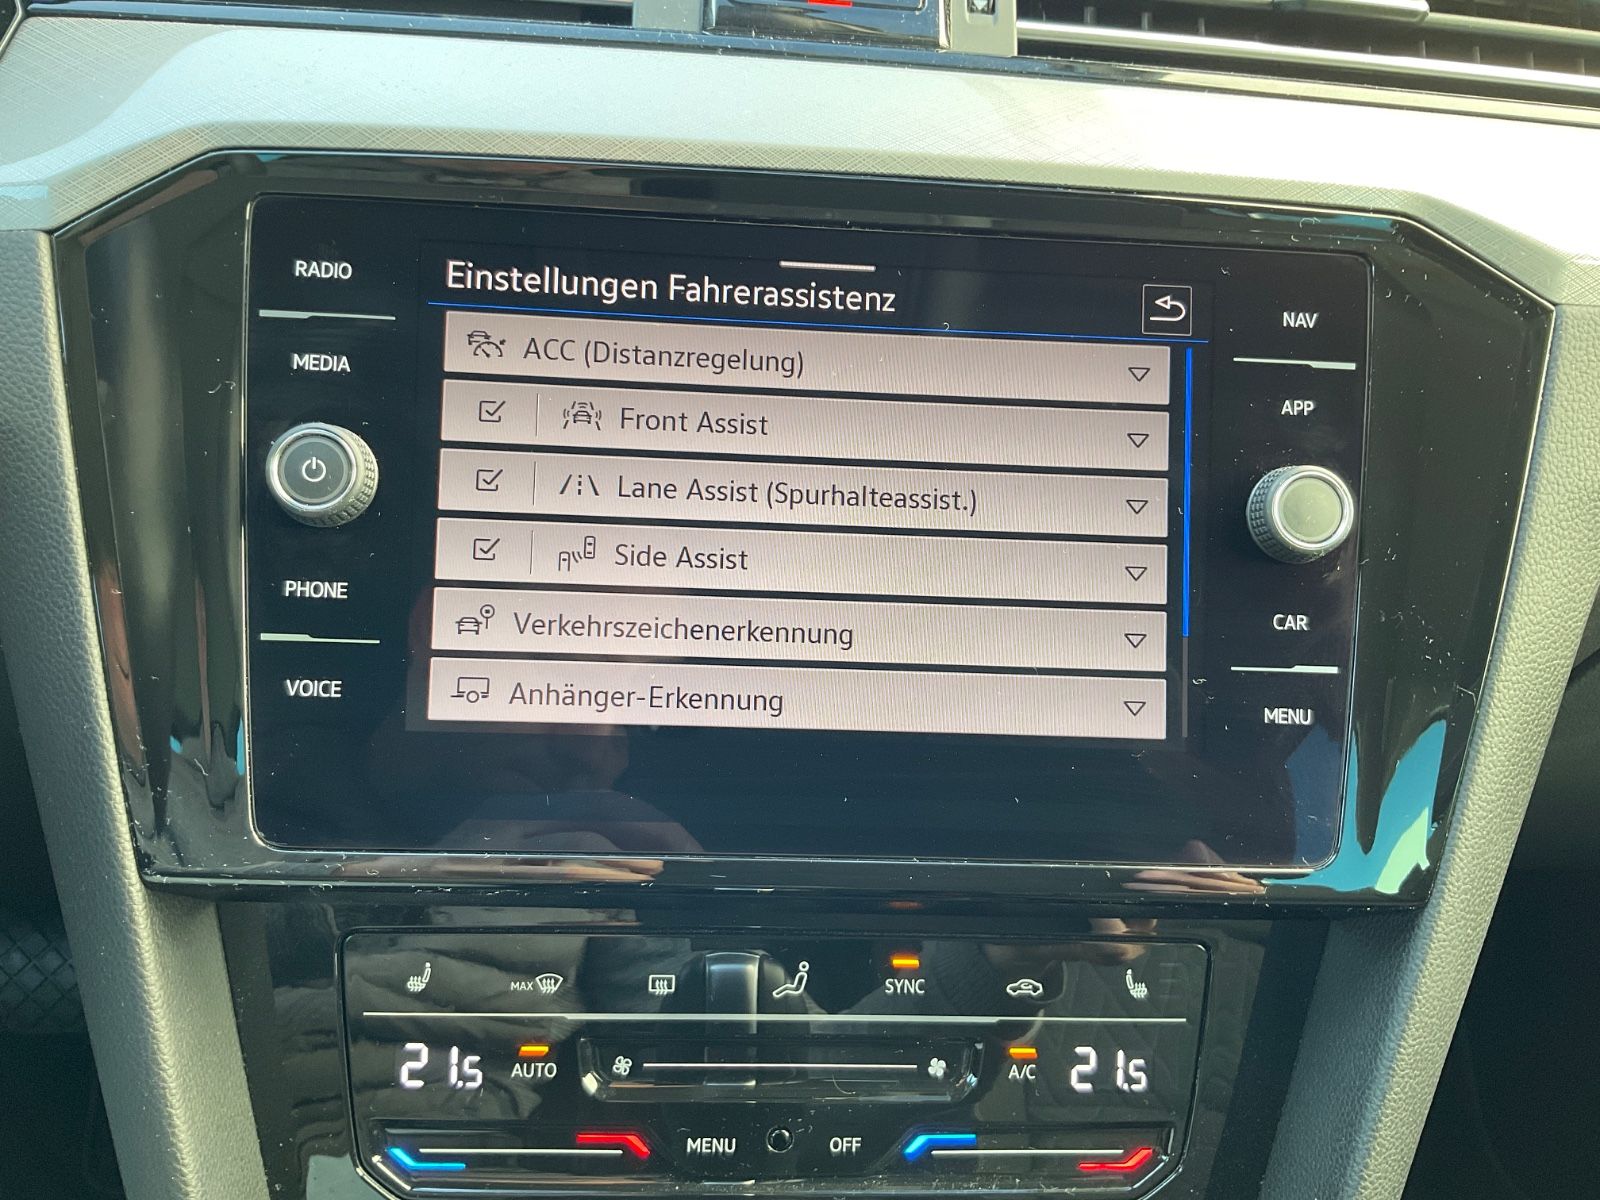 RADIO
MEDIA
PHONE
VOICE
Einstellungen Fahrerassistenz
ACC (Distanzregelung)
Front Assist
Lane Assist (Spurhalteassist.)
Side Assist
Verkehrszeichenerkennung
Anhänger-Erkennung
NAV
APP
CAR
MENU
MAX
SYNC
21.5
AUTO
A/C
21.5
MENU
OFF